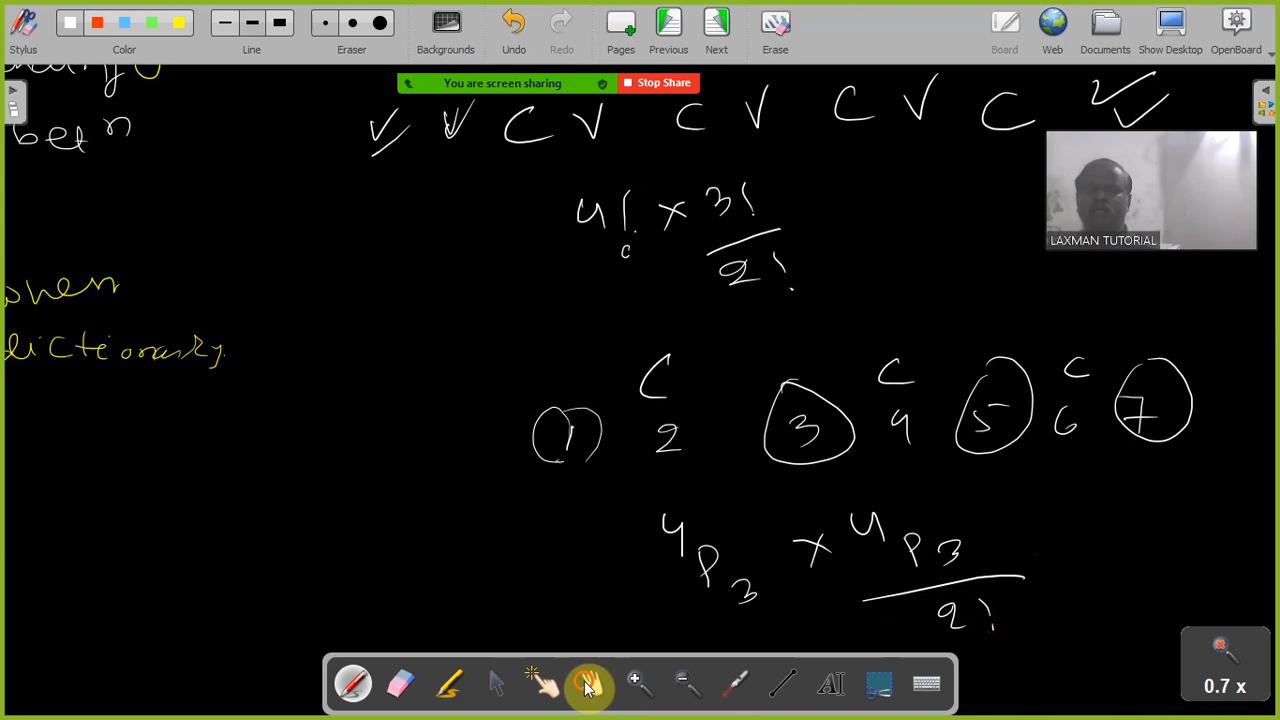 Stylus Color Line Eraser Backgrounds Undo Redo Pages Previous Next Erase Board Web Documents Show Desktop OpenBoard
You are screen sharing Stop Share
betn
C V C V C V C
LAXMAN TUTORIAL
4! × 3!
c 2!
when
dictionary.
C C C
1 2 3 4 5 6 7
4P3 × 4P3
2!
0.7 x